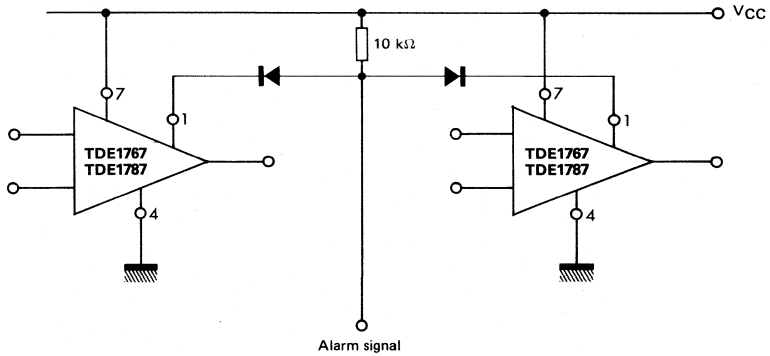 VCC
10 kΩ
7
1
TDE1767
TDE1787
4
7
1
TDE1767
TDE1787
4
Alarm signal